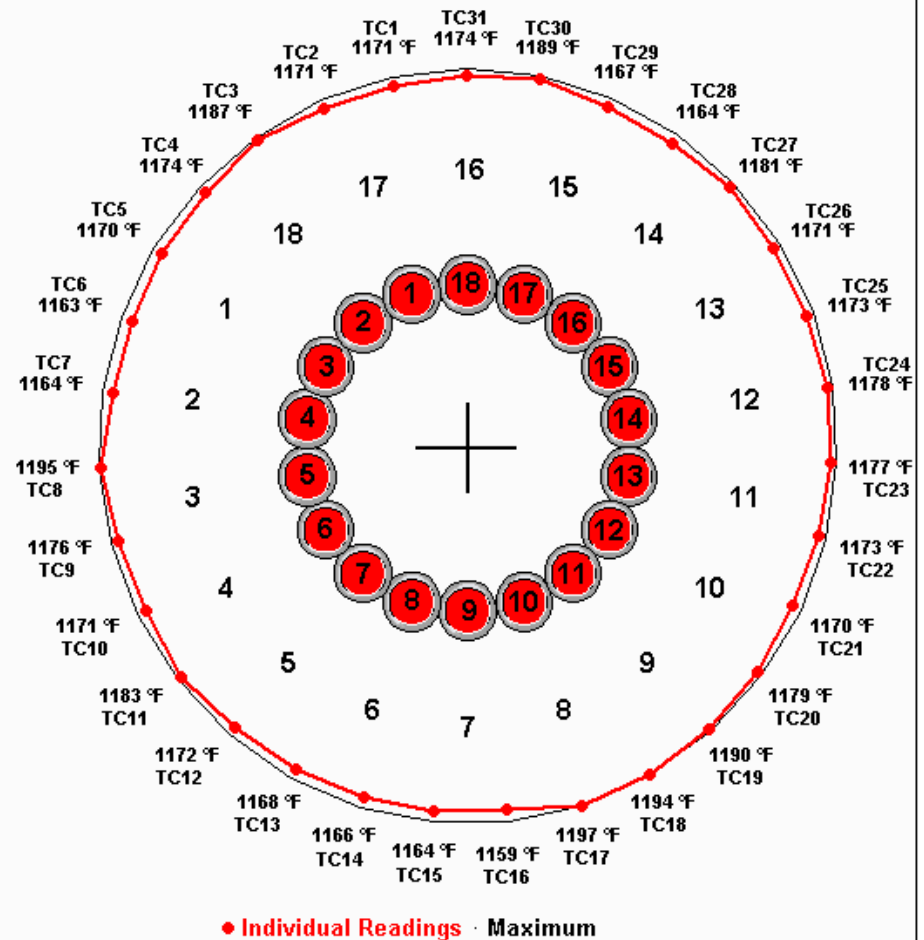 TC31
1174 °F
TC30
1189 °F
TC29
1167 °F
TC28
1164 °F
TC27
1181 °F
TC26
1171 °F
TC25
1173 °F
TC24
1178 °F
1177 °F
TC23
1173 °F
TC22
1170 °F
TC21
1179 °F
TC20
1190 °F
TC19
1194 °F
TC18
1197 °F
TC17
1159 °F
TC16
1164 °F
TC15
1166 °F
TC14
1168 °F
TC13
1172 °F
TC12
1183 °F
TC11
1171 °F
TC10
1176 °F
TC9
1195 °F
TC8
TC7
1164 °F
TC6
1163 °F
TC5
1170 °F
TC4
1174 °F
TC3
1187 °F
TC2
1171 °F
TC1
1171 °F
16
15
14
13
12
11
10
9
8
7
6
5
4
3
2
1
18
17
18
17
16
15
14
13
12
11
10
9
8
7
6
5
4
3
2
1
Individual Readings · Maximum